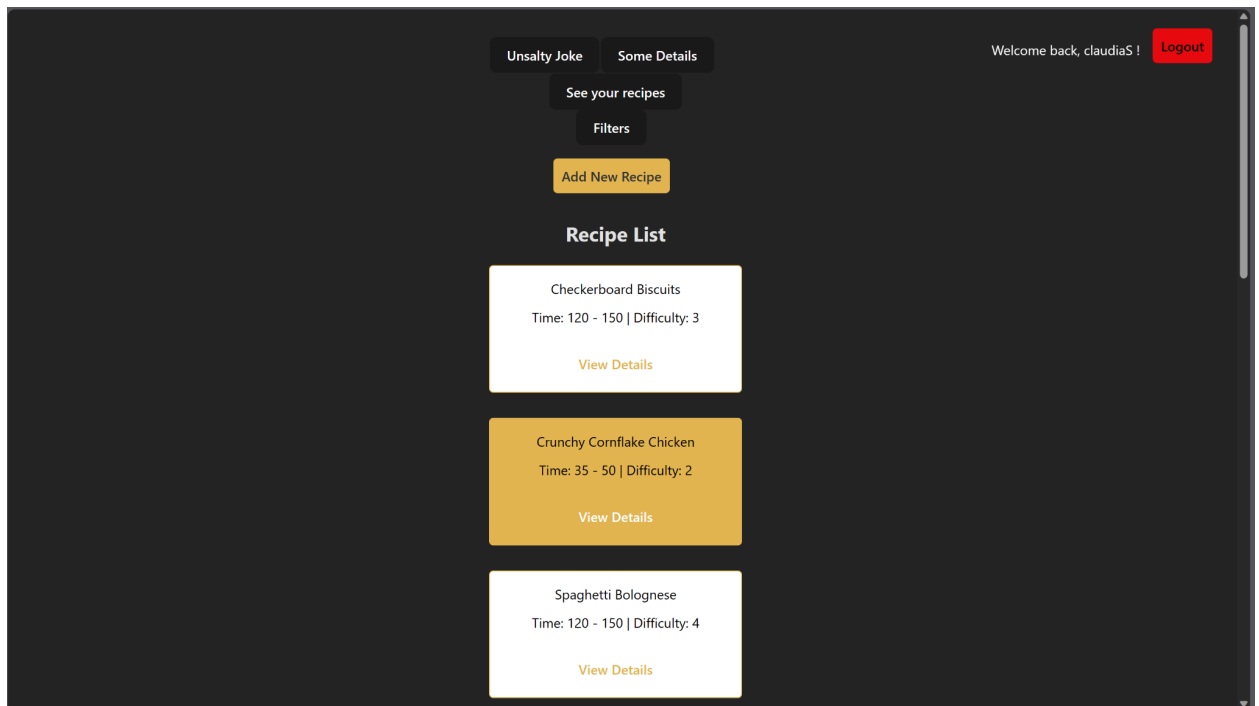 Unsalty Joke Some Details
Welcome back, claudiaS ! Logout
See your recipes
Filters
Add New Recipe
Recipe List
Checkerboard Biscuits
Time: 120 - 150 | Difficulty: 3
View Details
Crunchy Cornflake Chicken
Time: 35 - 50 | Difficulty: 2
View Details
Spaghetti Bolognese
Time: 120 - 150 | Difficulty: 4
View Details